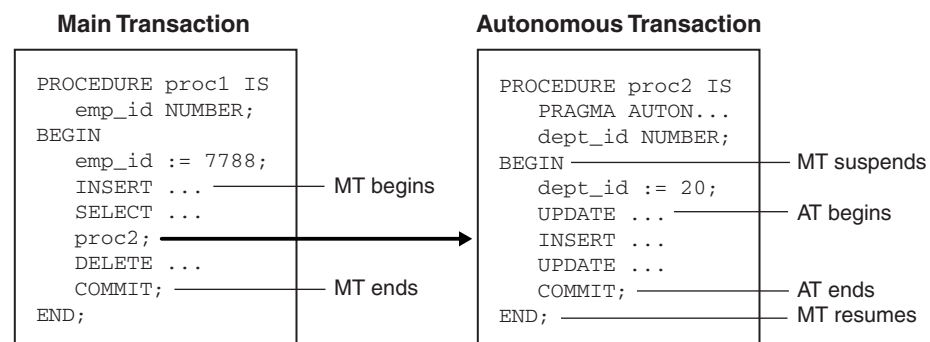 Main Transaction
PROCEDURE proc1 IS
emp_id NUMBER;
BEGIN
emp_id := 7788;
INSERT ...
MT begins
SELECT ...
proc2;
DELETE ...
COMMIT;
MT ends
END;
Autonomous Transaction
PROCEDURE proc2 IS
PRAGMA AUTON...
dept_id NUMBER;
BEGIN
MT suspends
dept_id := 20;
UPDATE ...
AT begins
INSERT ...
UPDATE ...
COMMIT;
AT ends
END;
MT resumes